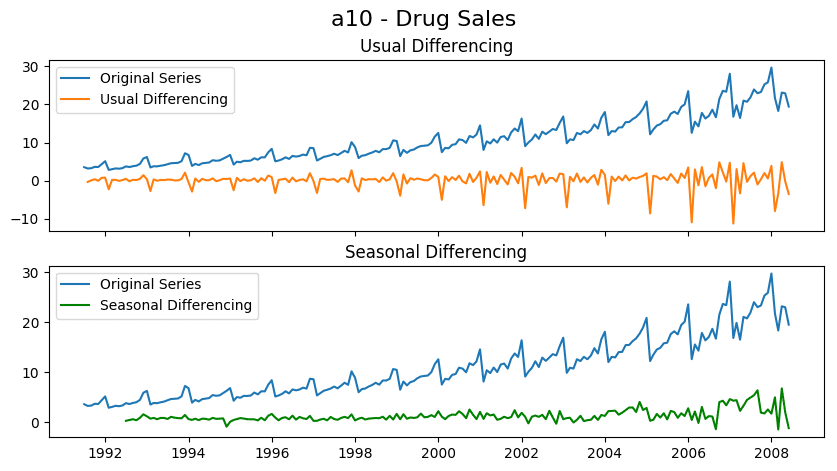 a10 - Drug Sales
Usual Differencing
30
20
10
0
−10
Original Series
Usual Differencing
Seasonal Differencing
30
20
10
0
Original Series
Seasonal Differencing
1992 1994 1996 1998 2000 2002 2004 2006 2008